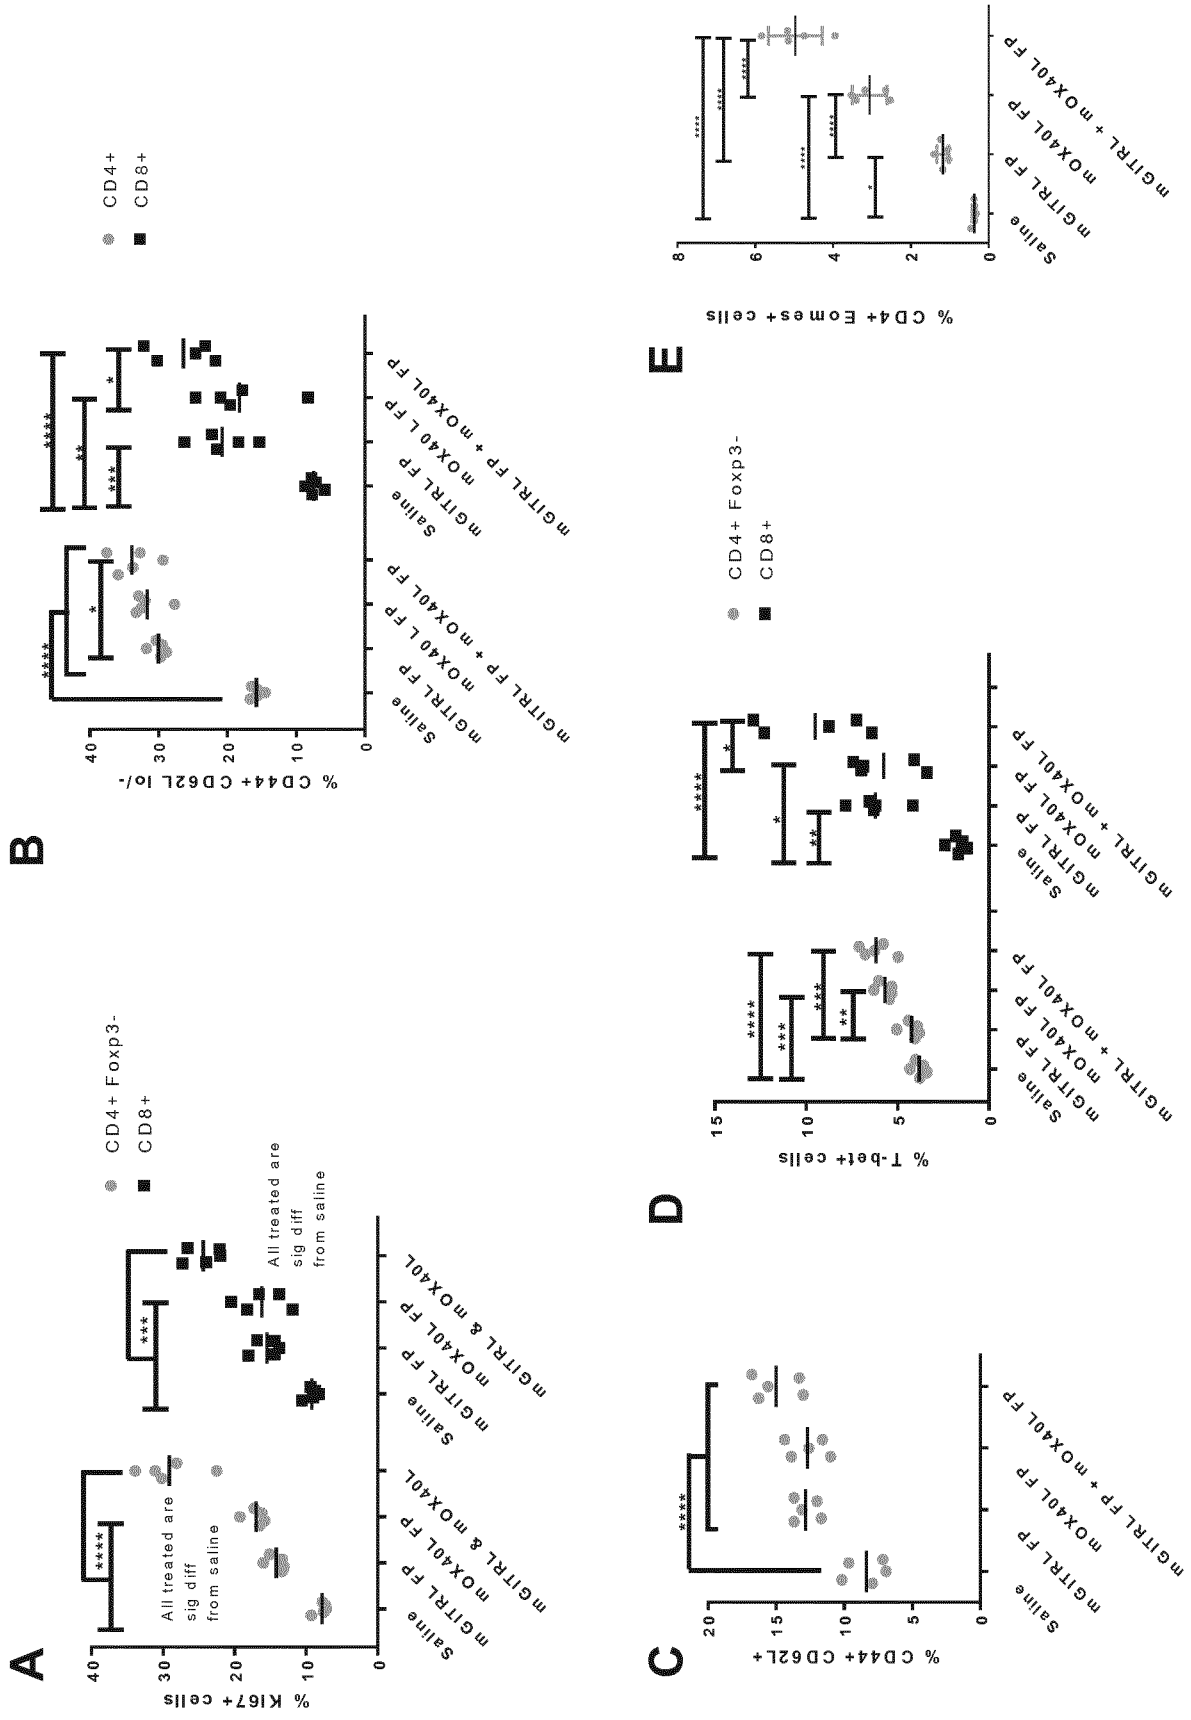 A
% KI67+ cells
40
30
20
10
0
****
All treated are
sig diff
from saline
***
All treated are
sig diff
from saline
Saline
mGITRL FP
mOX40L FP
mGITRL & mOX40L
Saline
mGITRL FP
mOX40L FP
mGITRL & mOX40L
CD4+ Foxp3-
CD8+
B
% CD44+ CD62L lo/-
40
30
20
10
0
****
*
****
**
***
*
Saline
mGITRL FP
mOX40 L FP
mGITRL FP + mOX40L FP
Saline
mGITRL FP
mOX40 L FP
mGITRL FP + mOX40L FP
CD4+
CD8+
C
% CD44+ CD62L+
20
15
10
5
0
****
Saline
mGITRL FP
mOX40L FP
mGITRL FP + mOX40L FP
D
% T-bet+ cells
15
10
5
0
****
***
***
**
****
*
*
**
Saline
mGITRL FP
mOX40L FP
mGITRL + mOX40L FP
Saline
mGITRL FP
mOX40L FP
mGITRL + mOX40L FP
CD4+ Foxp3-
CD8+
E
% CD4+ Eomes+ cells
8
6
4
2
0
****
****
****
****
****
*
Saline
mGITRL FP
mOX40L FP
mGITRL + mOX40L FP